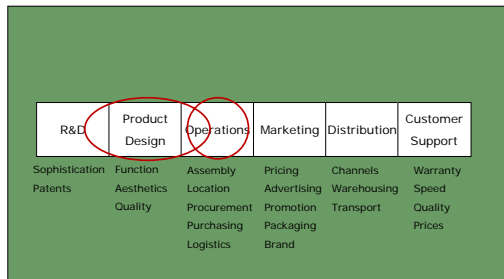 R&D
Product
Design
Operations
Marketing
Distribution
Customer
Support
Sophistication
Patents
Function
Aesthetics
Quality
Assembly
Location
Procurement
Purchasing
Logistics
Pricing
Advertising
Promotion
Packaging
Brand
Channels
Warehousing
Transport
Warranty
Speed
Quality
Prices